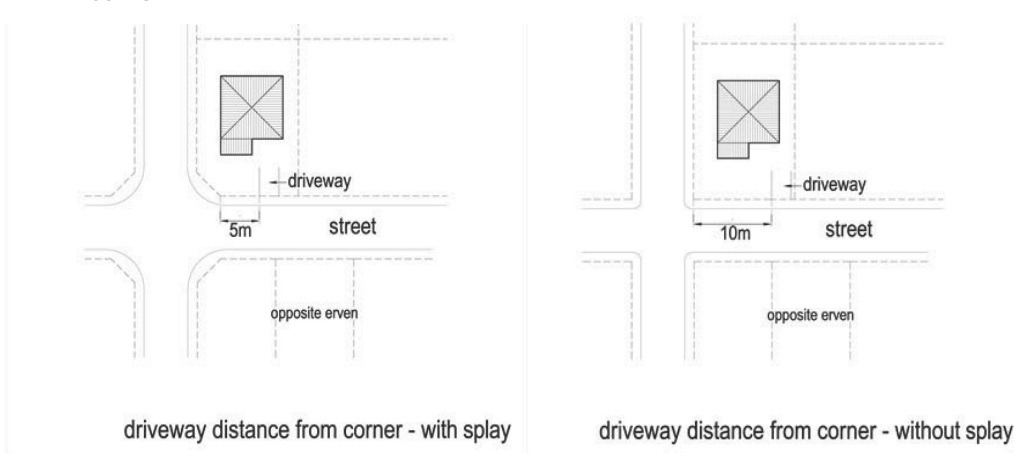 driveway
5m
street
opposite erven
driveway distance from corner - with splay
driveway
10m
street
opposite erven
driveway distance from corner - without splay